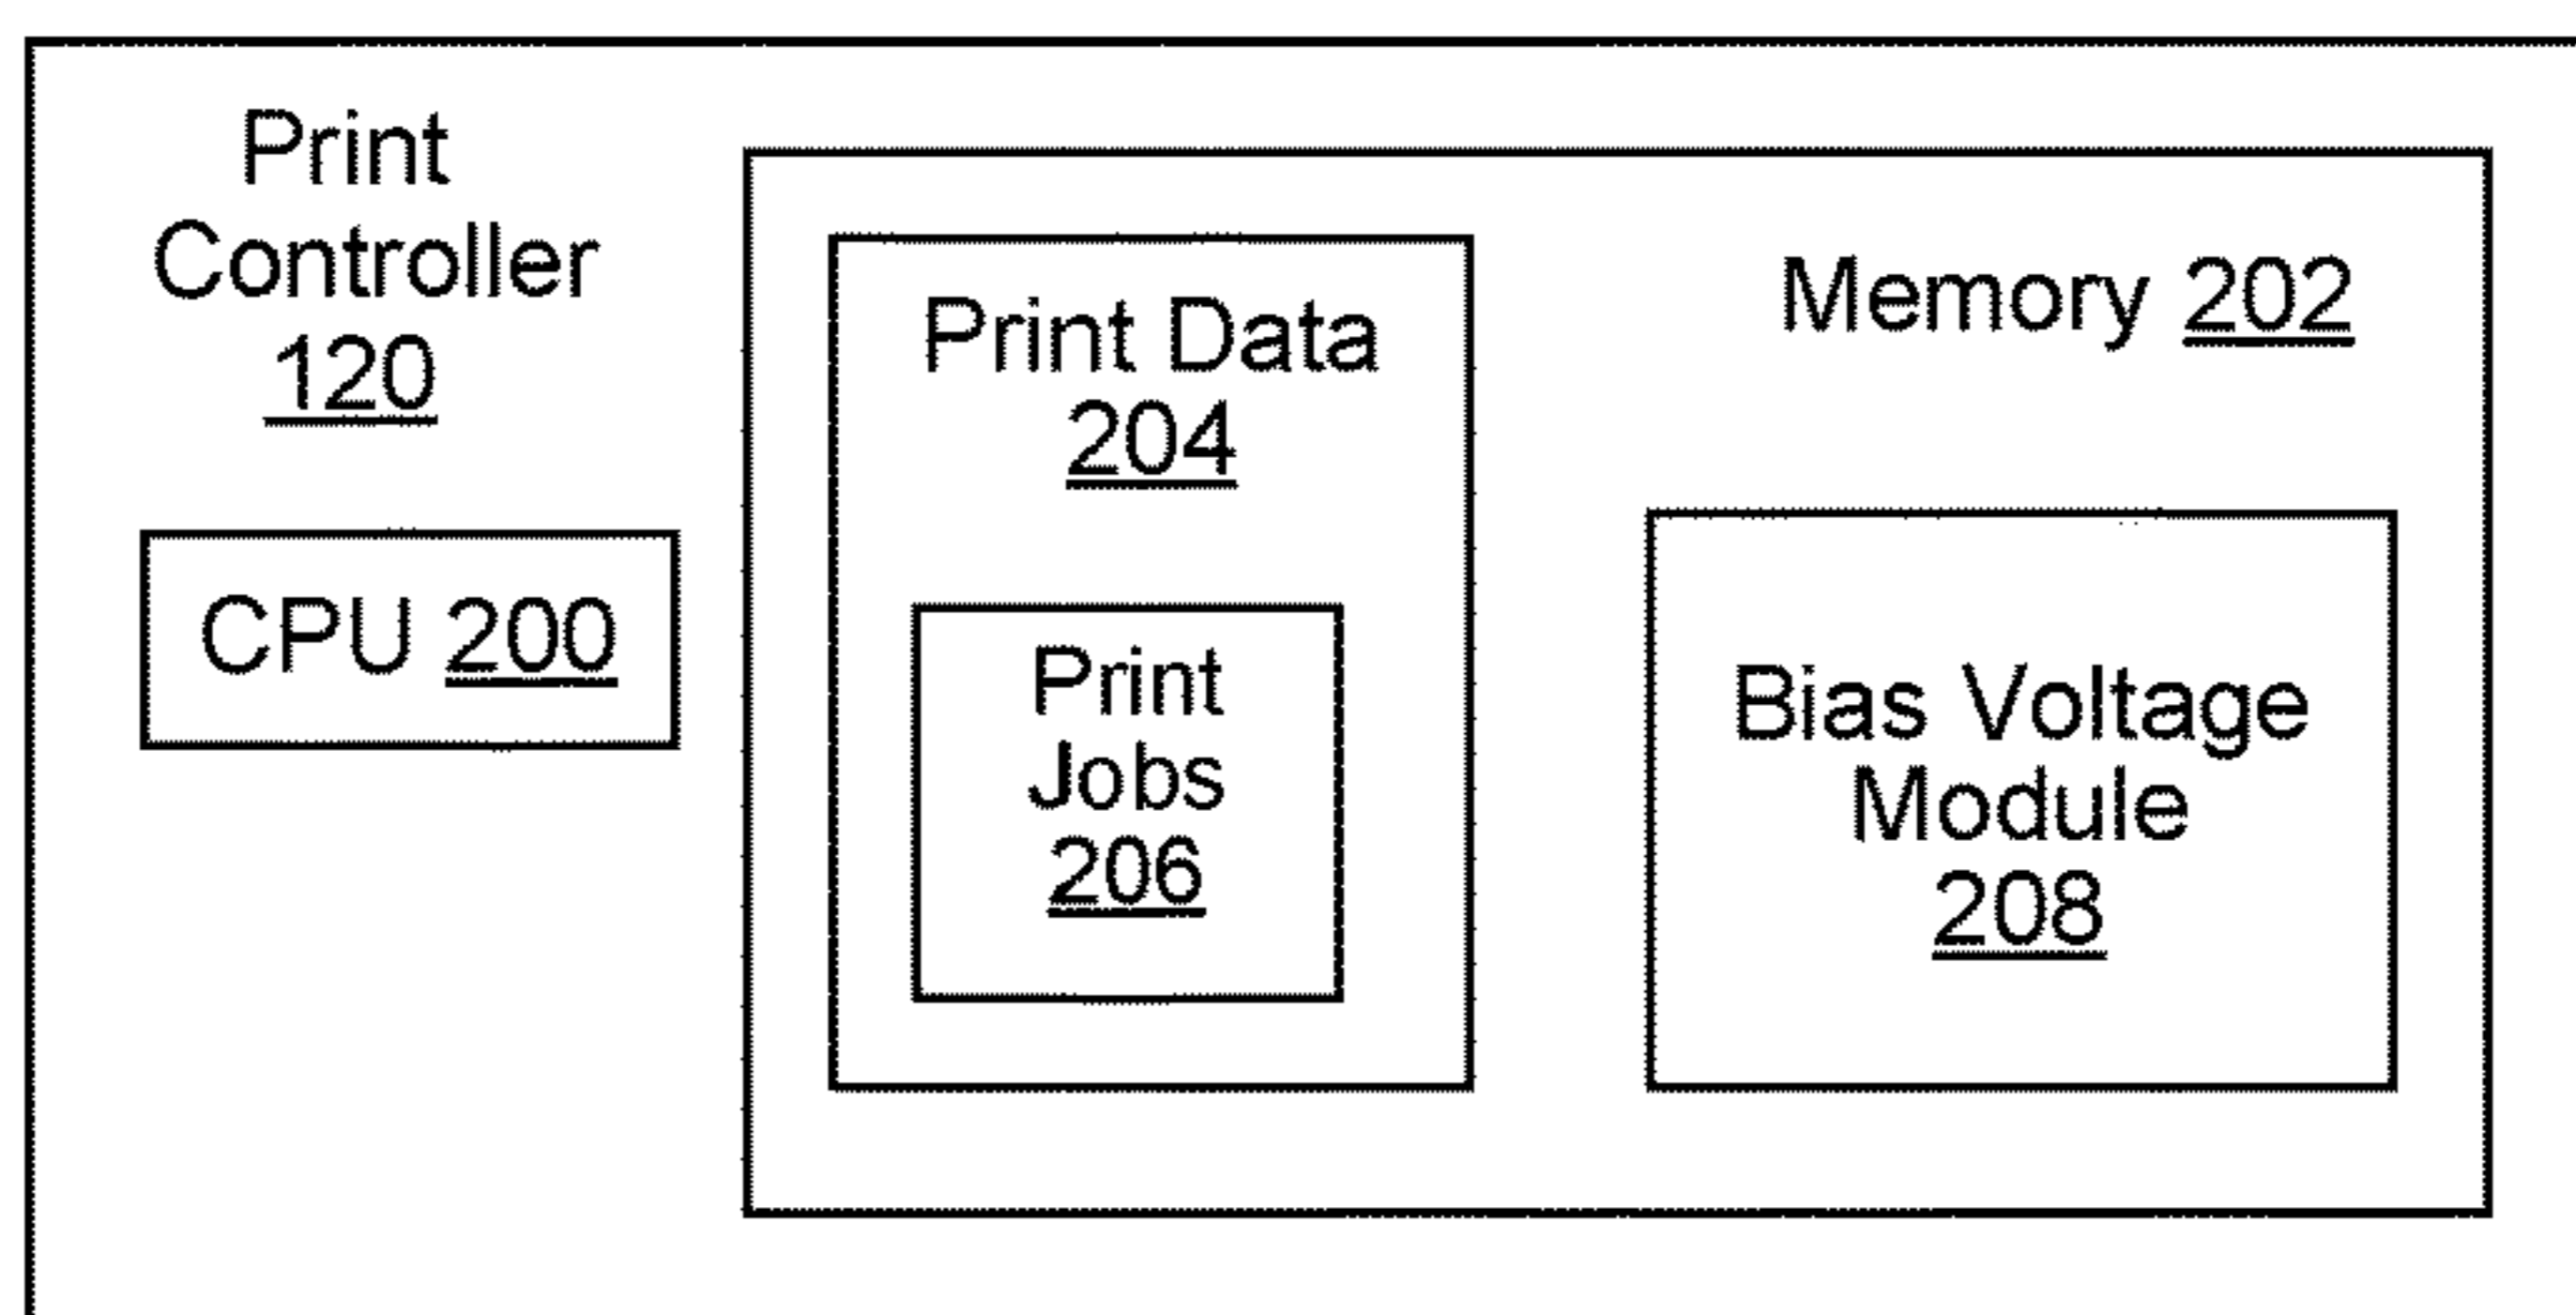 Print
Controller
120
CPU 200
Memory 202
Print Data
204
Print
Jobs
206
Bias Voltage
Module
208